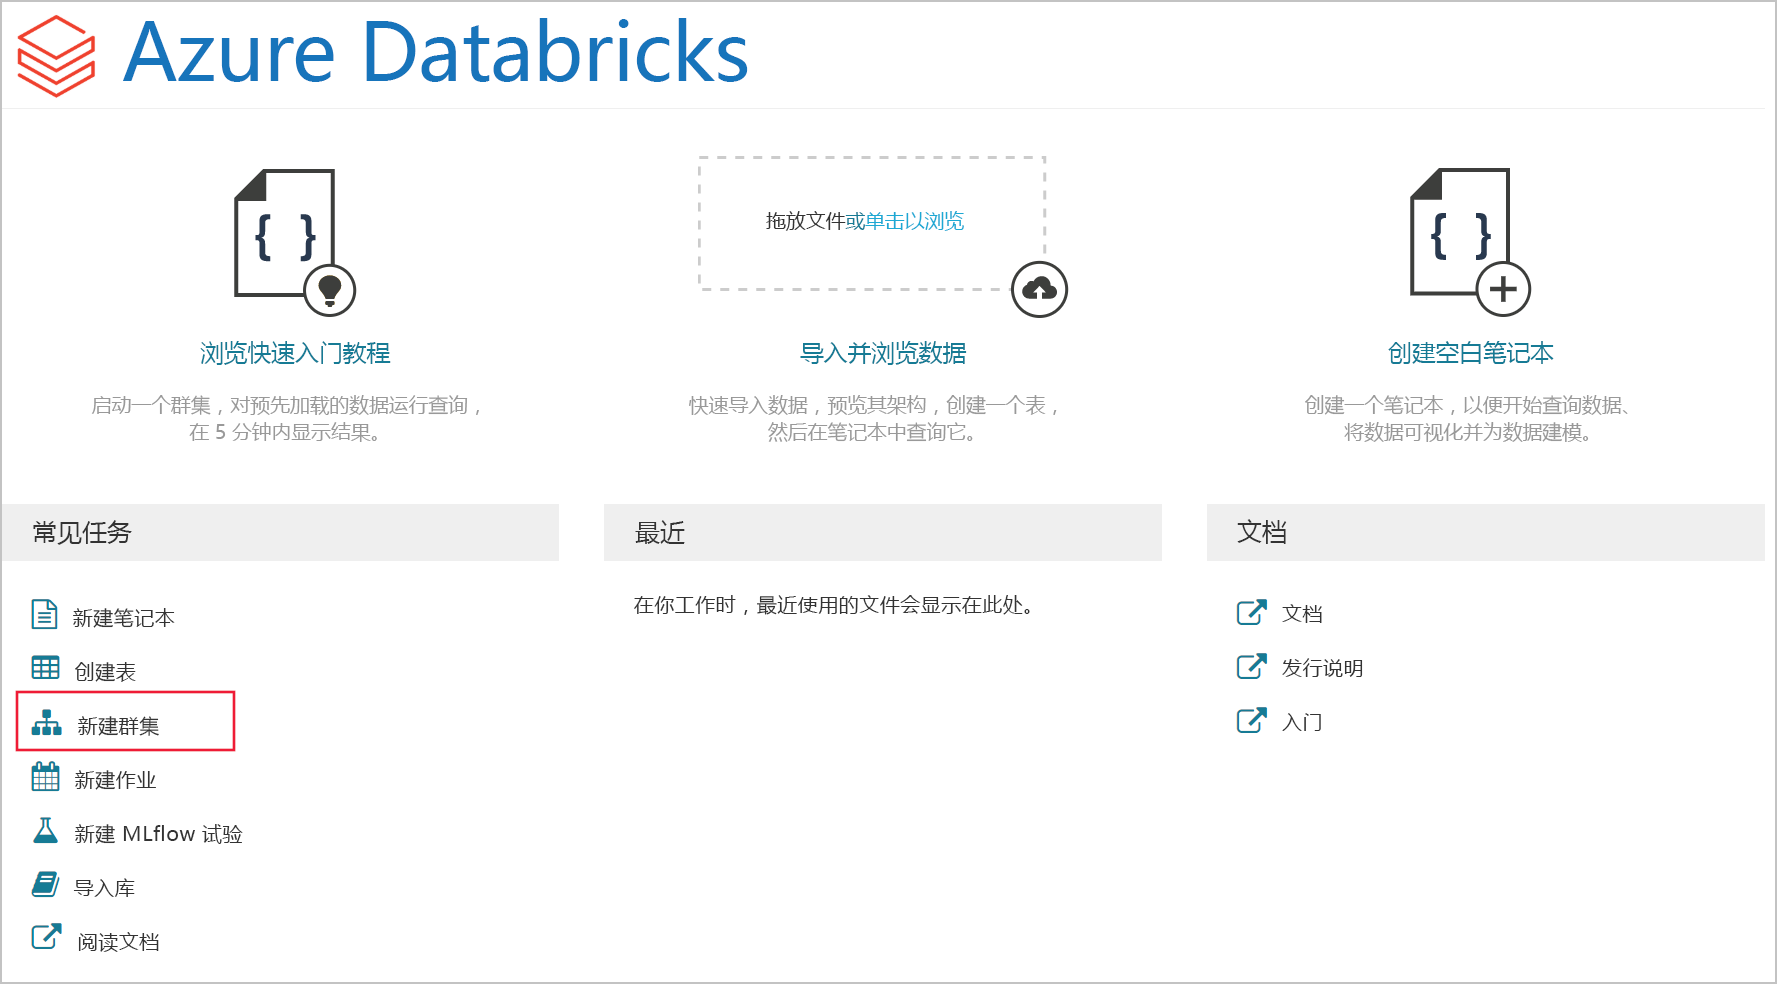 Azure Databricks
拖放文件或单击以浏览
浏览快速入门教程
启动一个群集，对预先加载的数据运行查询，
在 5 分钟内显示结果。
导入并浏览数据
快速导入数据，预览其架构，创建一个表，
然后在笔记本中查询它。
创建空白笔记本
创建一个笔记本，以便开始查询数据、
将数据可视化并为数据建模。
常见任务
新建笔记本
创建表
新建群集
新建作业
新建 MLflow 试验
导入库
阅读文档
最近
在你工作时，最近使用的文件会显示在此处。
文档
文档
发行说明
入门